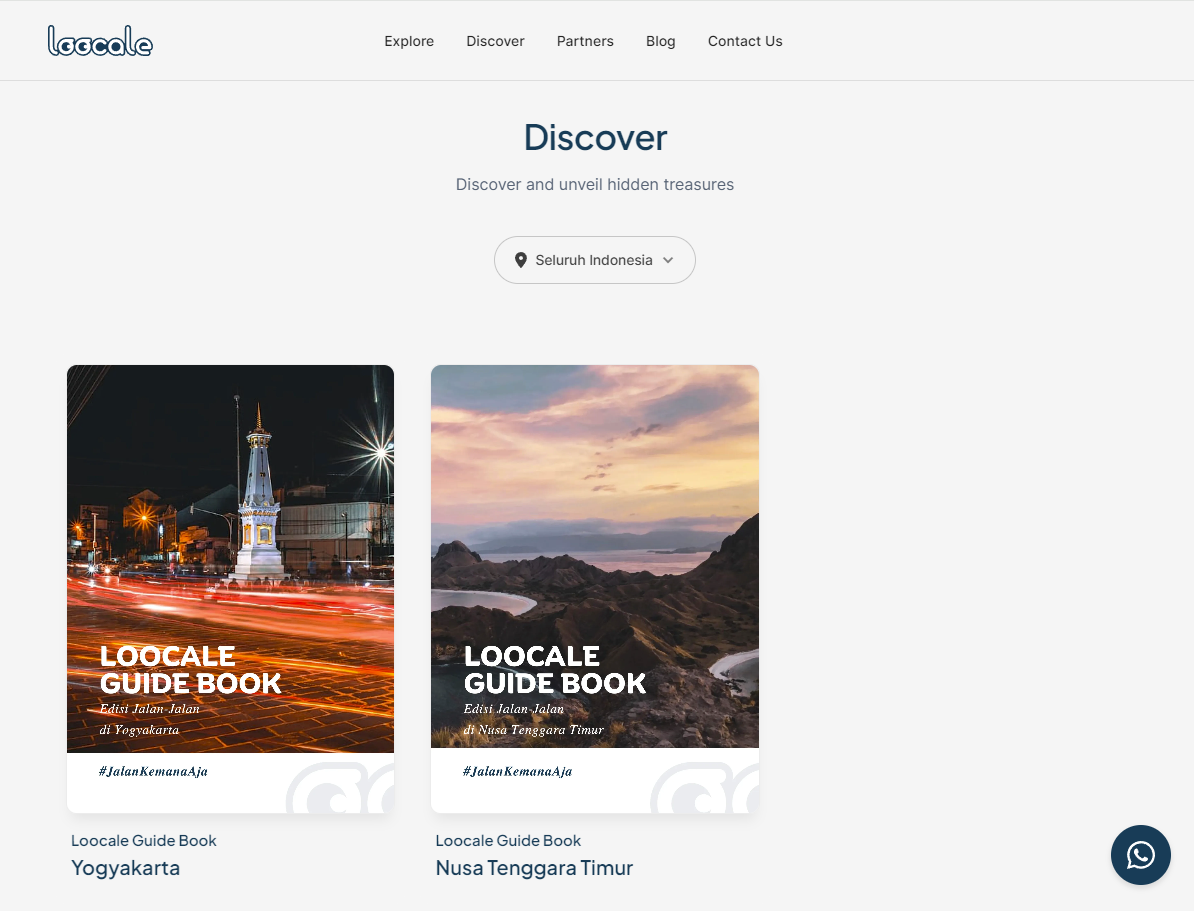 loocale
Explore Discover Partners Blog Contact Us
Discover
Discover and unveil hidden treasures
Seluruh Indonesia
LOOCALE
GUIDE BOOK
Edisi Jalan-Jalan
di Yogyakarta
#JalanKemanaAja
Loocale Guide Book
Yogyakarta
LOOCALE
GUIDE BOOK
Edisi Jalan-Jalan
di Nusa Tenggara Timur
#JalanKemanaAja
Loocale Guide Book
Nusa Tenggara Timur